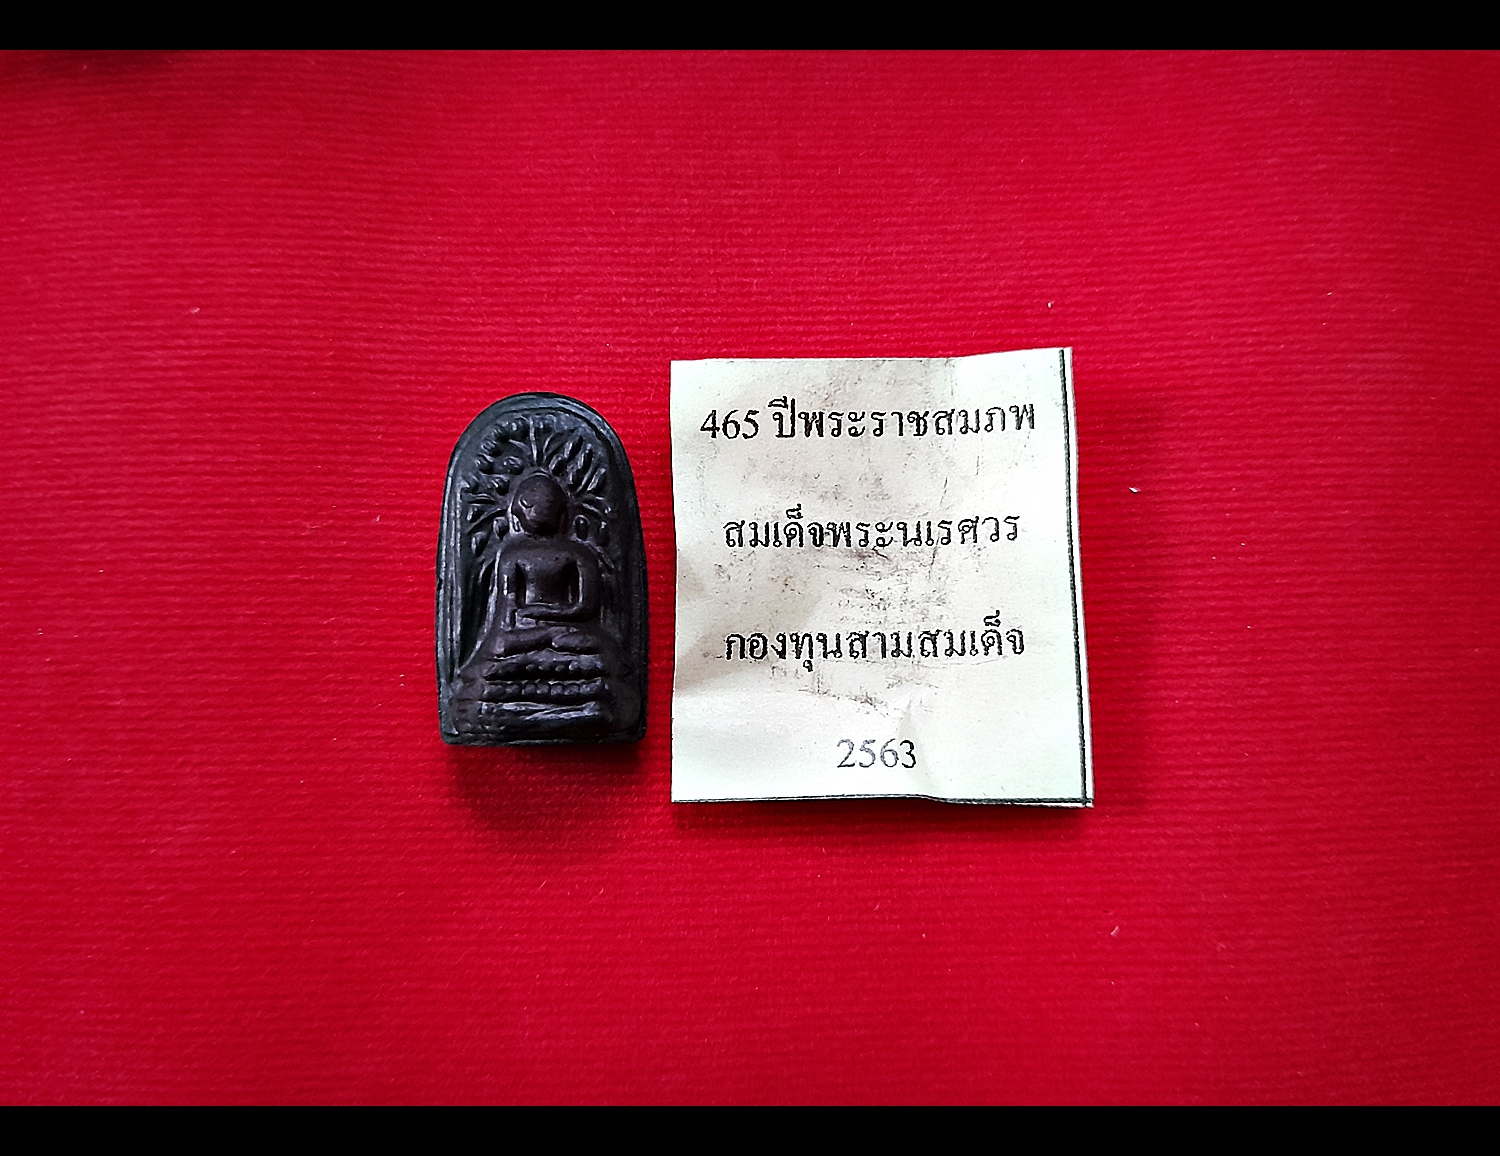 465 ปีพระราชสมภพ
สมเด็จพระนเรศวร
กองทุนสามสมเด็จ
2563